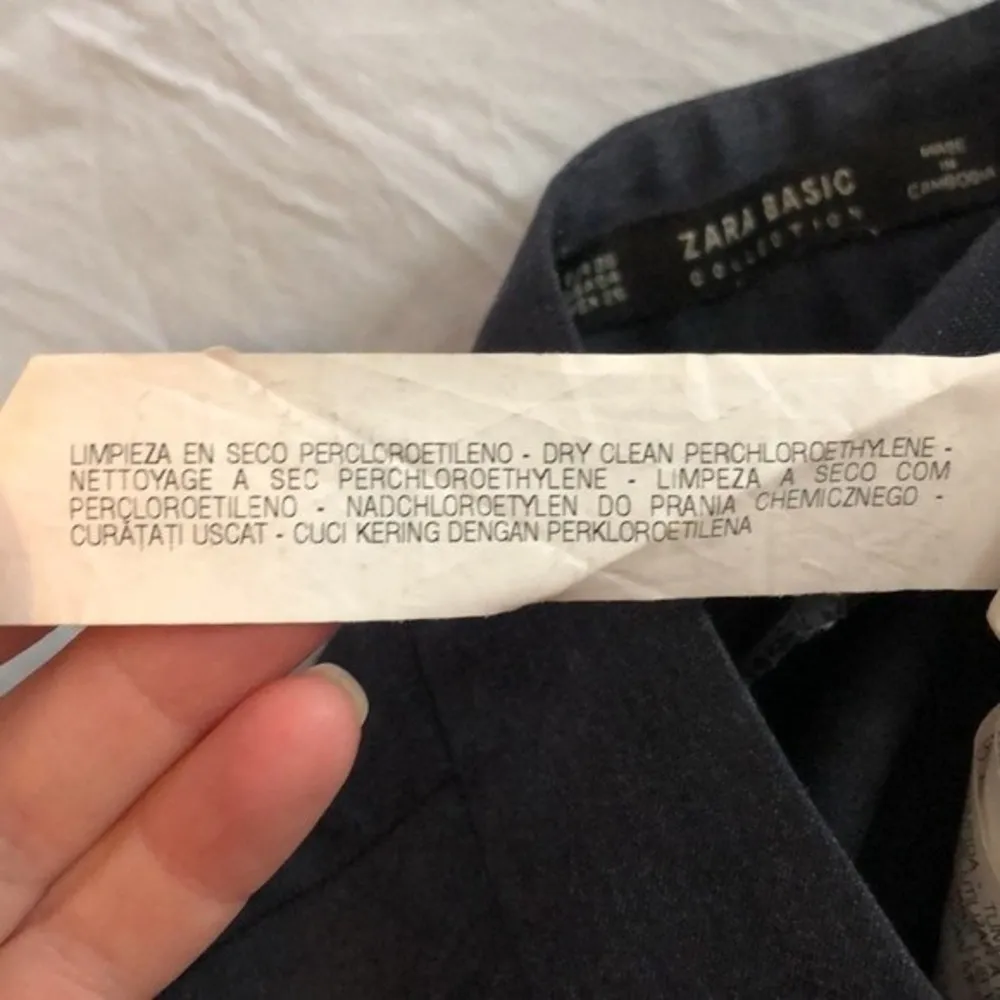 ZARA BASIC
COLLECTION
MADE
IN
CAMBODIA
LIMPIEZA EN SECO PERCLOROETILENO - DRY CLEAN PERCHLOROETHYLENE -
NETTOYAGE A SEC PERCHLOROETHYLENE - LIMPEZA A SECO COM
PERCLOROETILENO - NADCHLOROETYLEN DO PRANIA CHEMICZNEGO -
CURĂŢAŢI USCAT - CUCI KERING DENGAN PERKLOROETILENA